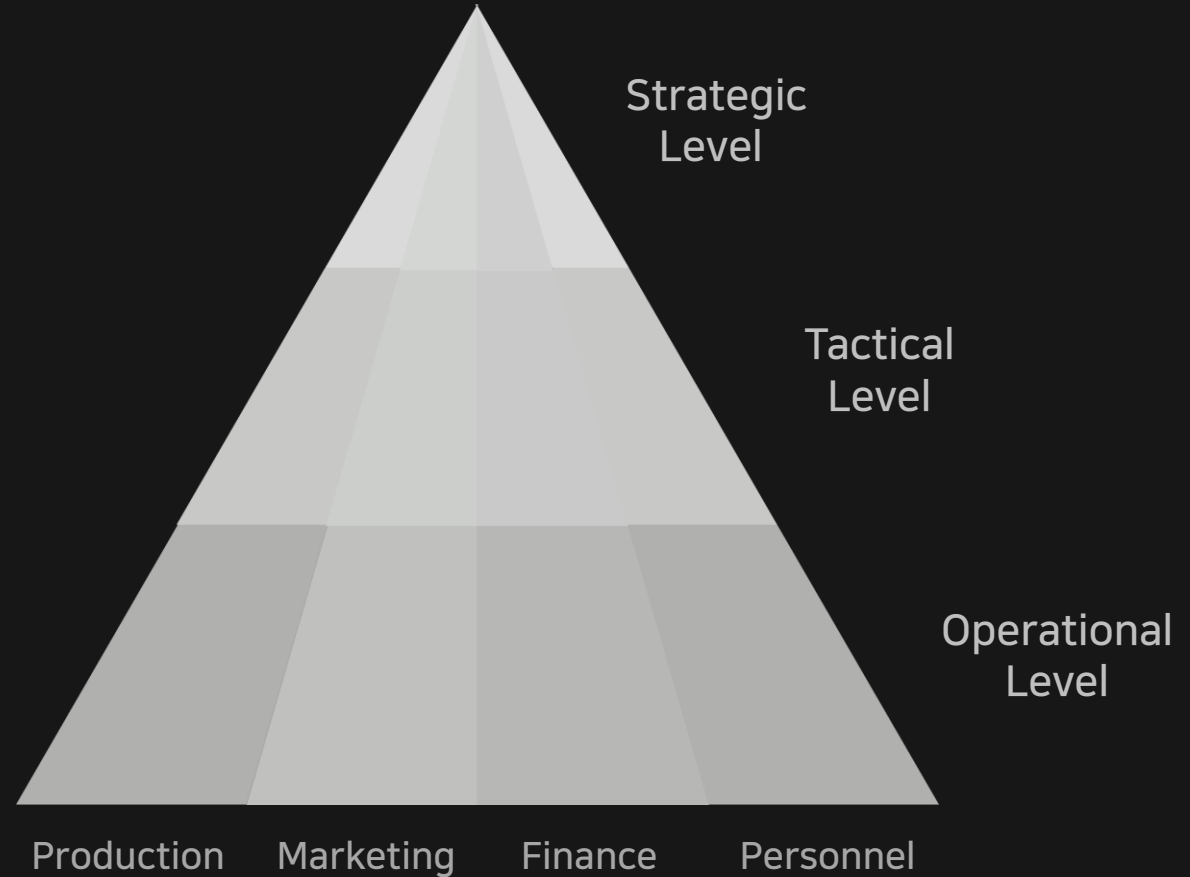 Strategic
Level
Tactical
Level
Operational
Level
Production Marketing Finance Personnel